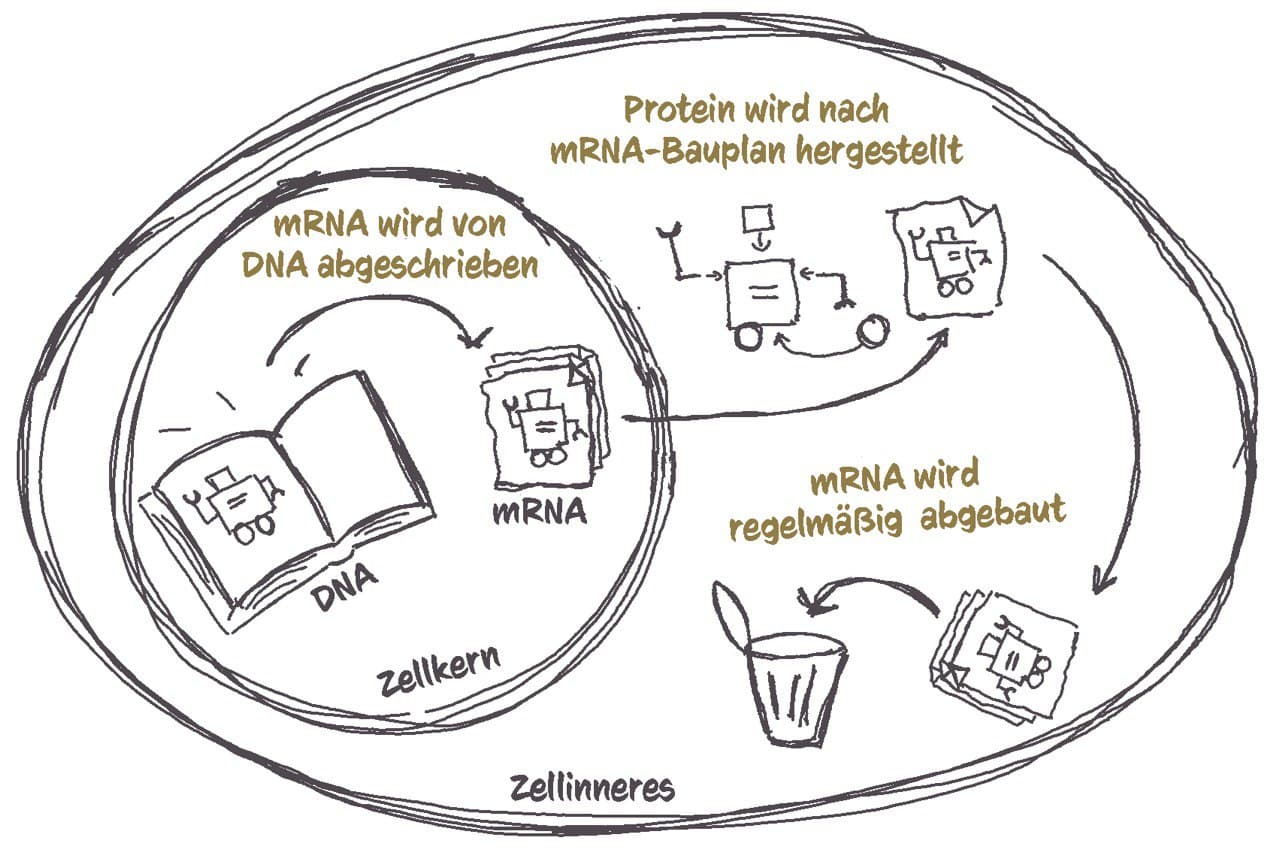 Protein wird nach
mRNA-Bauplan hergestellt
mRNA wird von
DNA abgeschrieben
mRNA
DNA
Zellkern
mRNA wird
regelmäßig abgebaut
Zellinneres